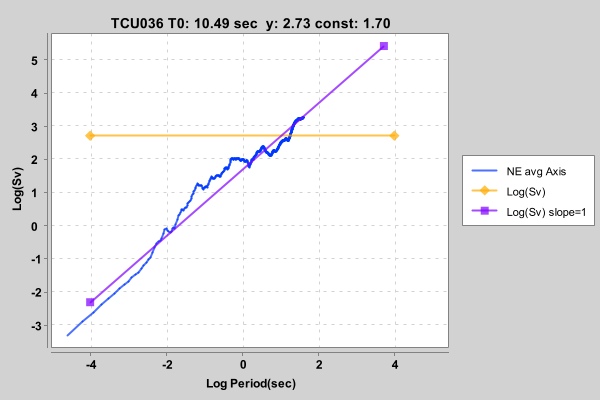 TCU036 T0: 10.49 sec  y: 2.73 const: 1.70
Log(Sv)
5
4
3
2
1
0
-1
-2
-3
-4 -2 0 2 4
Log Period(sec)
NE avg Axis
Log(Sv)
Log(Sv) slope=1